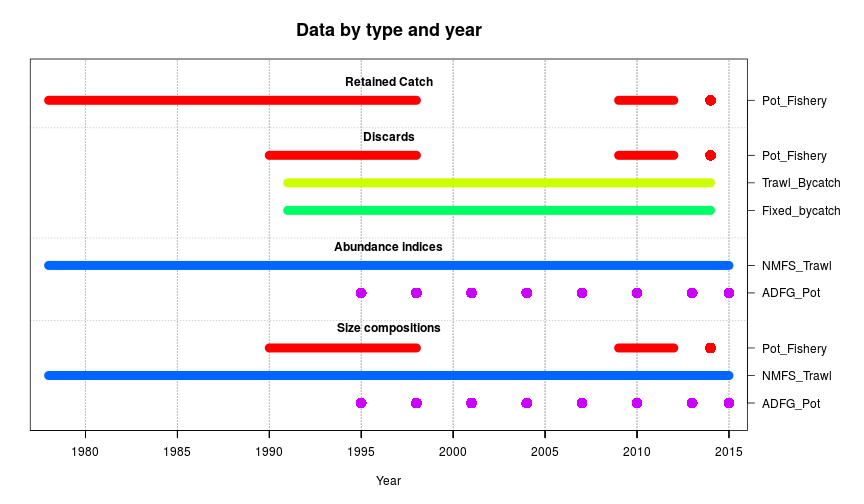 Data by type and year
Retained Catch
Pot_Fishery
Discards
Pot_Fishery
Trawl_Bycatch
Fixed_bycatch
Abundance indices
NMFS_Trawl
ADFG_Pot
Size compositions
Pot_Fishery
NMFS_Trawl
ADFG_Pot
1980 1985 1990 1995 2000 2005 2010 2015
Year